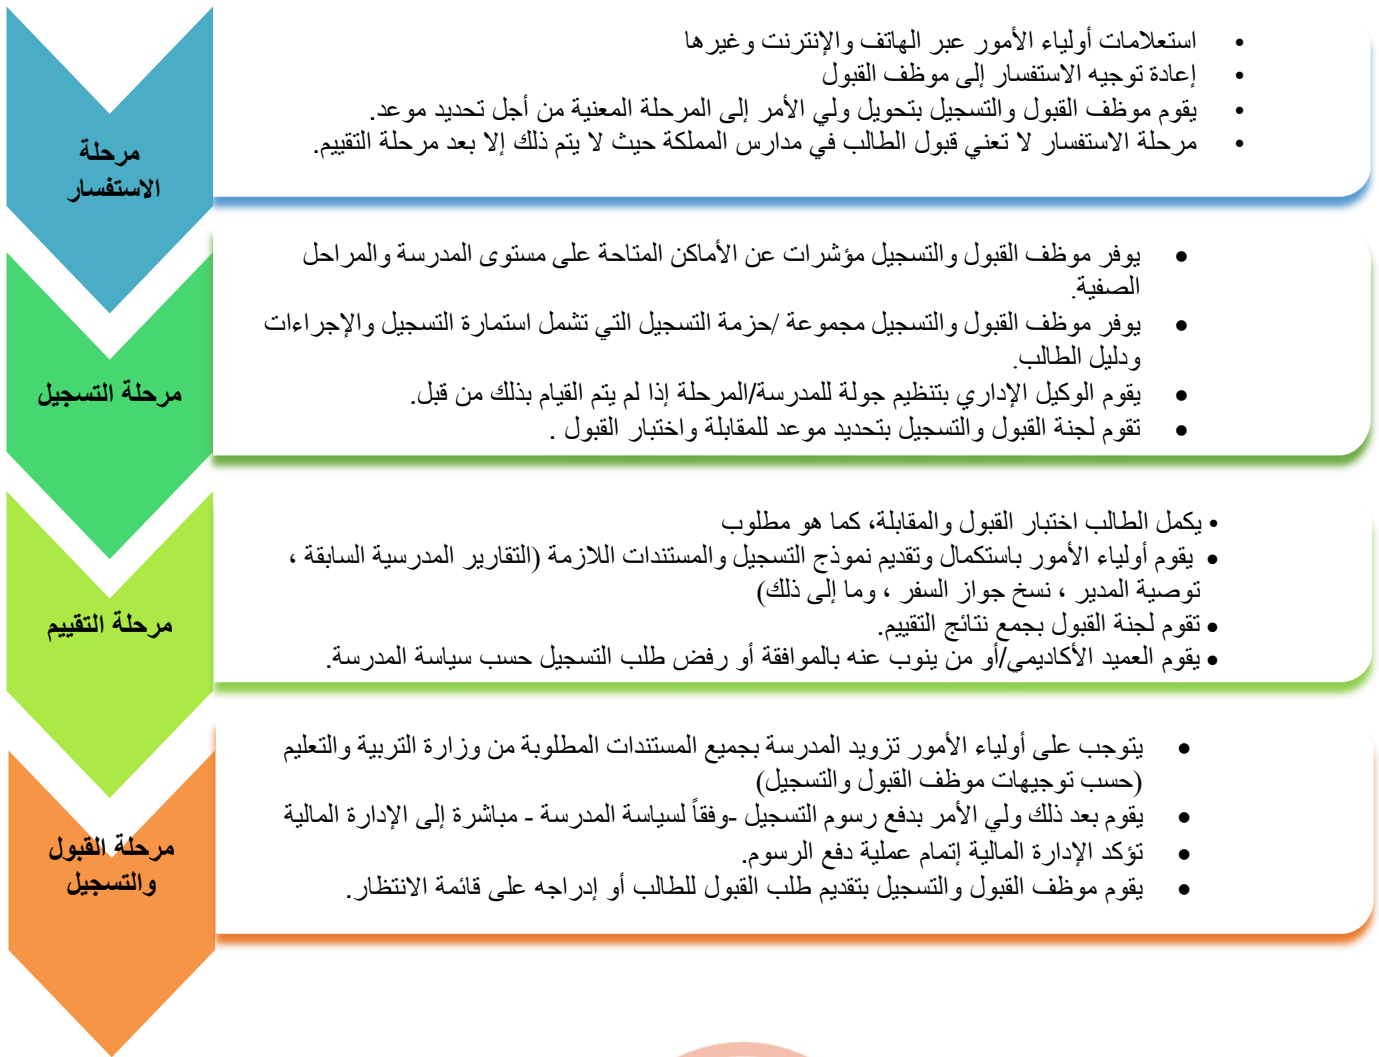 مرحلة
الاستفسار
• استعلامات أولياء الأمور عبر الهاتف والإنترنت وغيرها
• إعادة توجيه الاستفسار إلى موظف القبول
• يقوم موظف القبول والتسجيل بتحويل ولي الأمر إلى المرحلة المعنية من أجل تحديد موعد.
• مرحلة الاستفسار لا تعني قبول الطالب في مدارس المملكة حيث لا يتم ذلك إلا بعد مرحلة التقييم.
مرحلة التسجيل
• يوفر موظف القبول والتسجيل مؤشرات عن الأماكن المتاحة على مستوى المدرسة والمراحل
الصفية.
• يوفر موظف القبول والتسجيل مجموعة /حزمة التسجيل التي تشمل استمارة التسجيل والإجراءات
ودليل الطالب.
• يقوم الوكيل الإداري بتنظيم جولة للمدرسة/المرحلة إذا لم يتم القيام بذلك من قبل.
• تقوم لجنة القبول والتسجيل بتحديد موعد للمقابلة واختبار القبول .
مرحلة التقييم
• يكمل الطالب اختبار القبول والمقابلة، كما هو مطلوب
• يقوم أولياء الأمور باستكمال وتقديم نموذج التسجيل والمستندات اللازمة (التقارير المدرسية السابقة ،
توصية المدير ، نسخ جواز السفر ، وما إلى ذلك)
• تقوم لجنة القبول بجمع نتائج التقييم.
• يقوم العميد الأكاديمي/أو من ينوب عنه بالموافقة أو رفض طلب التسجيل حسب سياسة المدرسة.
مرحلة القبول
والتسجيل
• يتوجب على أولياء الأمور تزويد المدرسة بجميع المستندات المطلوبة من وزارة التربية والتعليم
(حسب توجيهات موظف القبول والتسجيل)
• يقوم بعد ذلك ولي الأمر بدفع رسوم التسجيل -وفقاً لسياسة المدرسة - مباشرة إلى الإدارة المالية
• تؤكد الإدارة المالية إتمام عملية دفع الرسوم.
• يقوم موظف القبول والتسجيل بتقديم طلب القبول للطالب أو إدراجه على قائمة الانتظار.